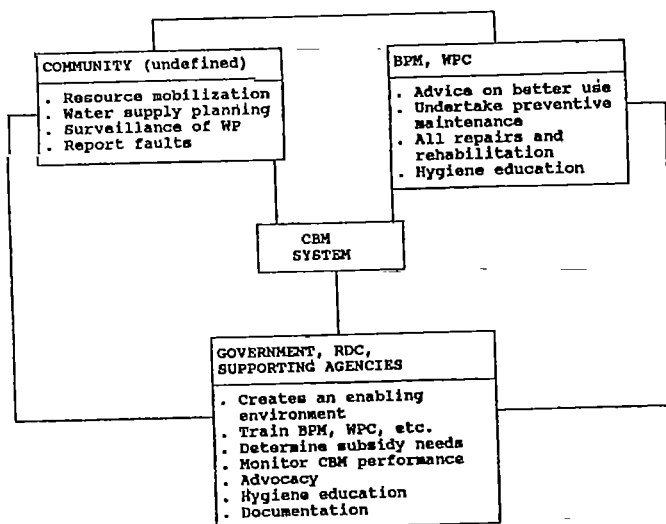 COMMUNITY (undefined)
. Resource mobilization
. Water supply planning
. Surveillance of WP
. Report faults
BPM, WPC
. Advice on better use
. Undertake preventive
maintenance
. All repairs and
rehabilitation
. Hygiene education
CBM
SYSTEM
GOVERNMENT, RDC,
SUPPORTING AGENCIES
. Creates an enabling
environment
. Train BPM, WPC, etc.
. Determine subsidy needs
. Monitor CBM performance
. Advocacy
. Hygiene education
. Documentation